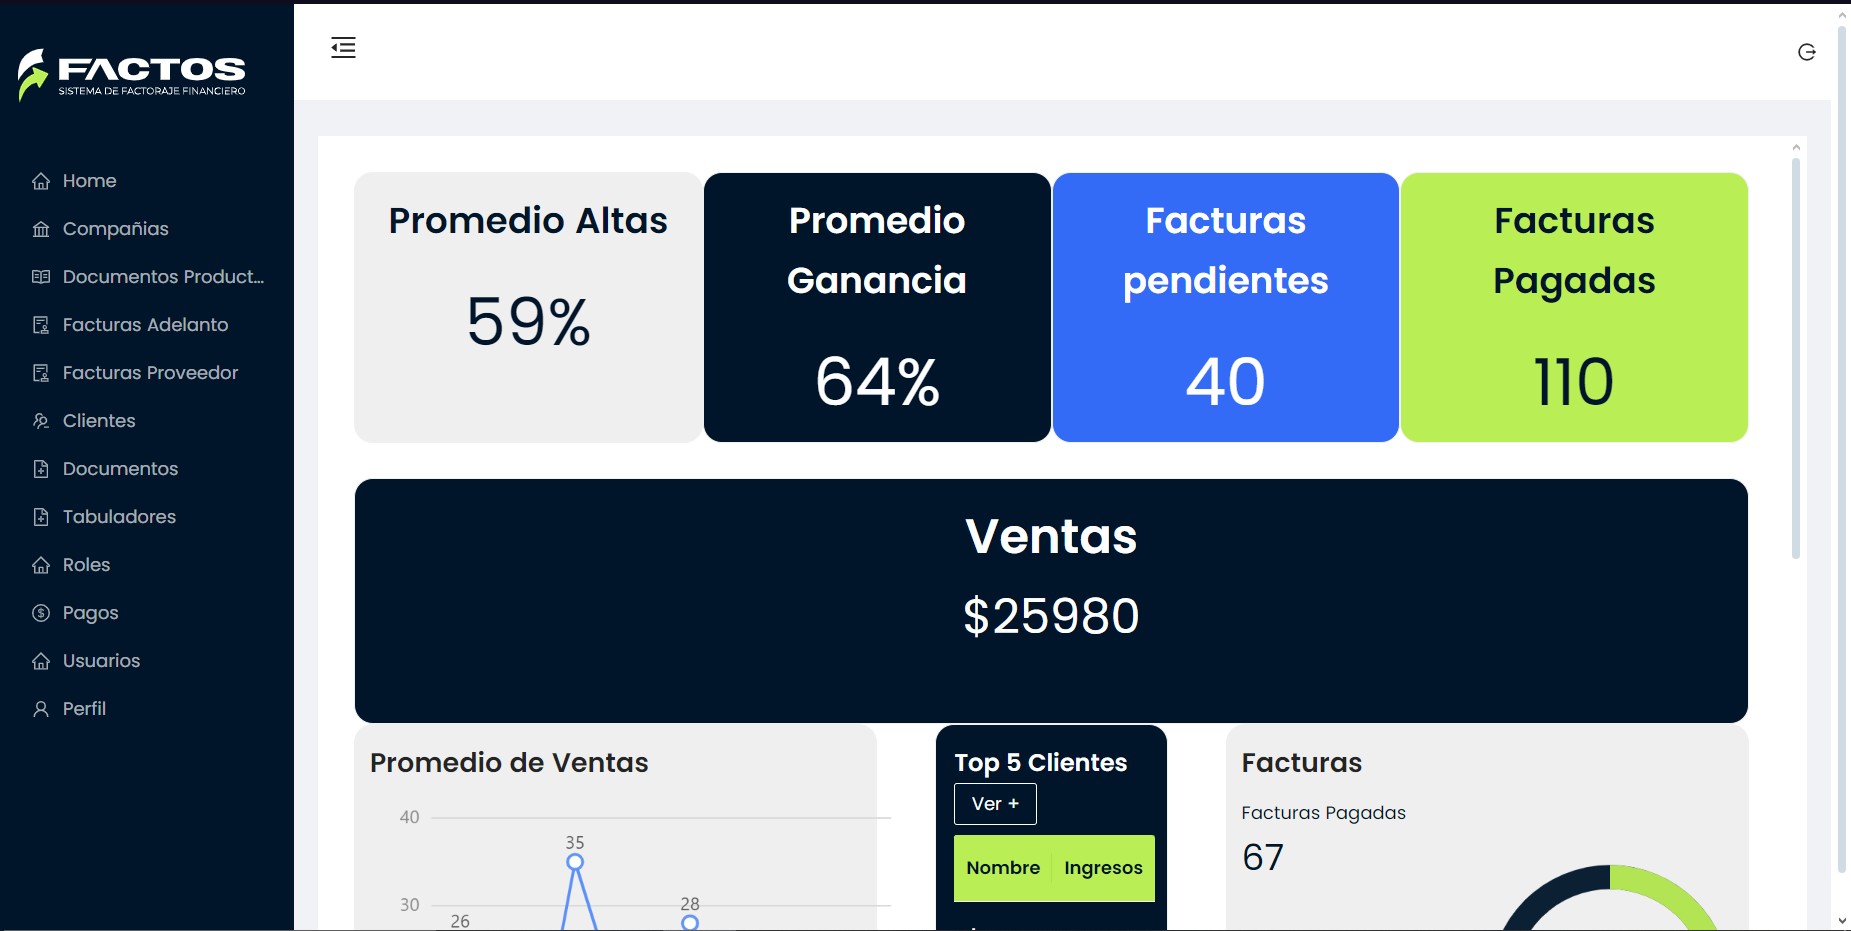 FACTOS
SISTEMA DE FACTORAJE FINANCIERO
Home
Compañias
Documentos Product...
Facturas Adelanto
Facturas Proveedor
Clientes
Documentos
Tabuladores
Roles
Pagos
Usuarios
Perfil
Promedio Altas
59%
Promedio
Ganancia
64%
Facturas
pendientes
40
Facturas
Pagadas
110
Ventas
$25980
Promedio de Ventas
40
35
30
28
26
Top 5 Clientes
Ver +
Nombre Ingresos
Facturas
Facturas Pagadas
67